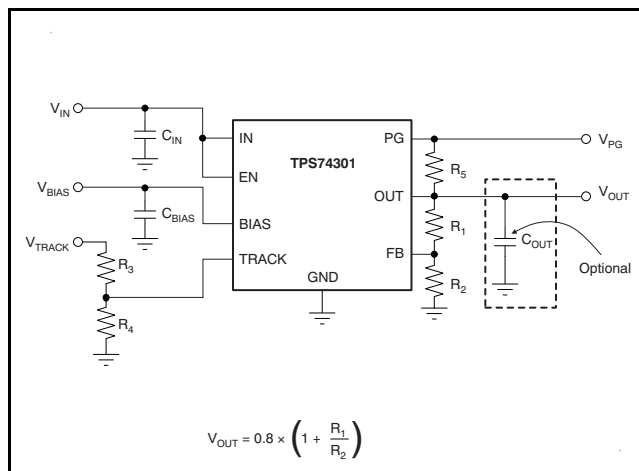 V_IN
C_IN
IN
EN
TPS74301
PG
V_PG
R_5
V_BIAS
C_BIAS
BIAS
OUT
V_OUT
R_1
C_OUT
Optional
V_TRACK
R_3
TRACK
FB
R_2
GND
R_4
V_OUT = 0.8 × (1 + R_1/R_2)